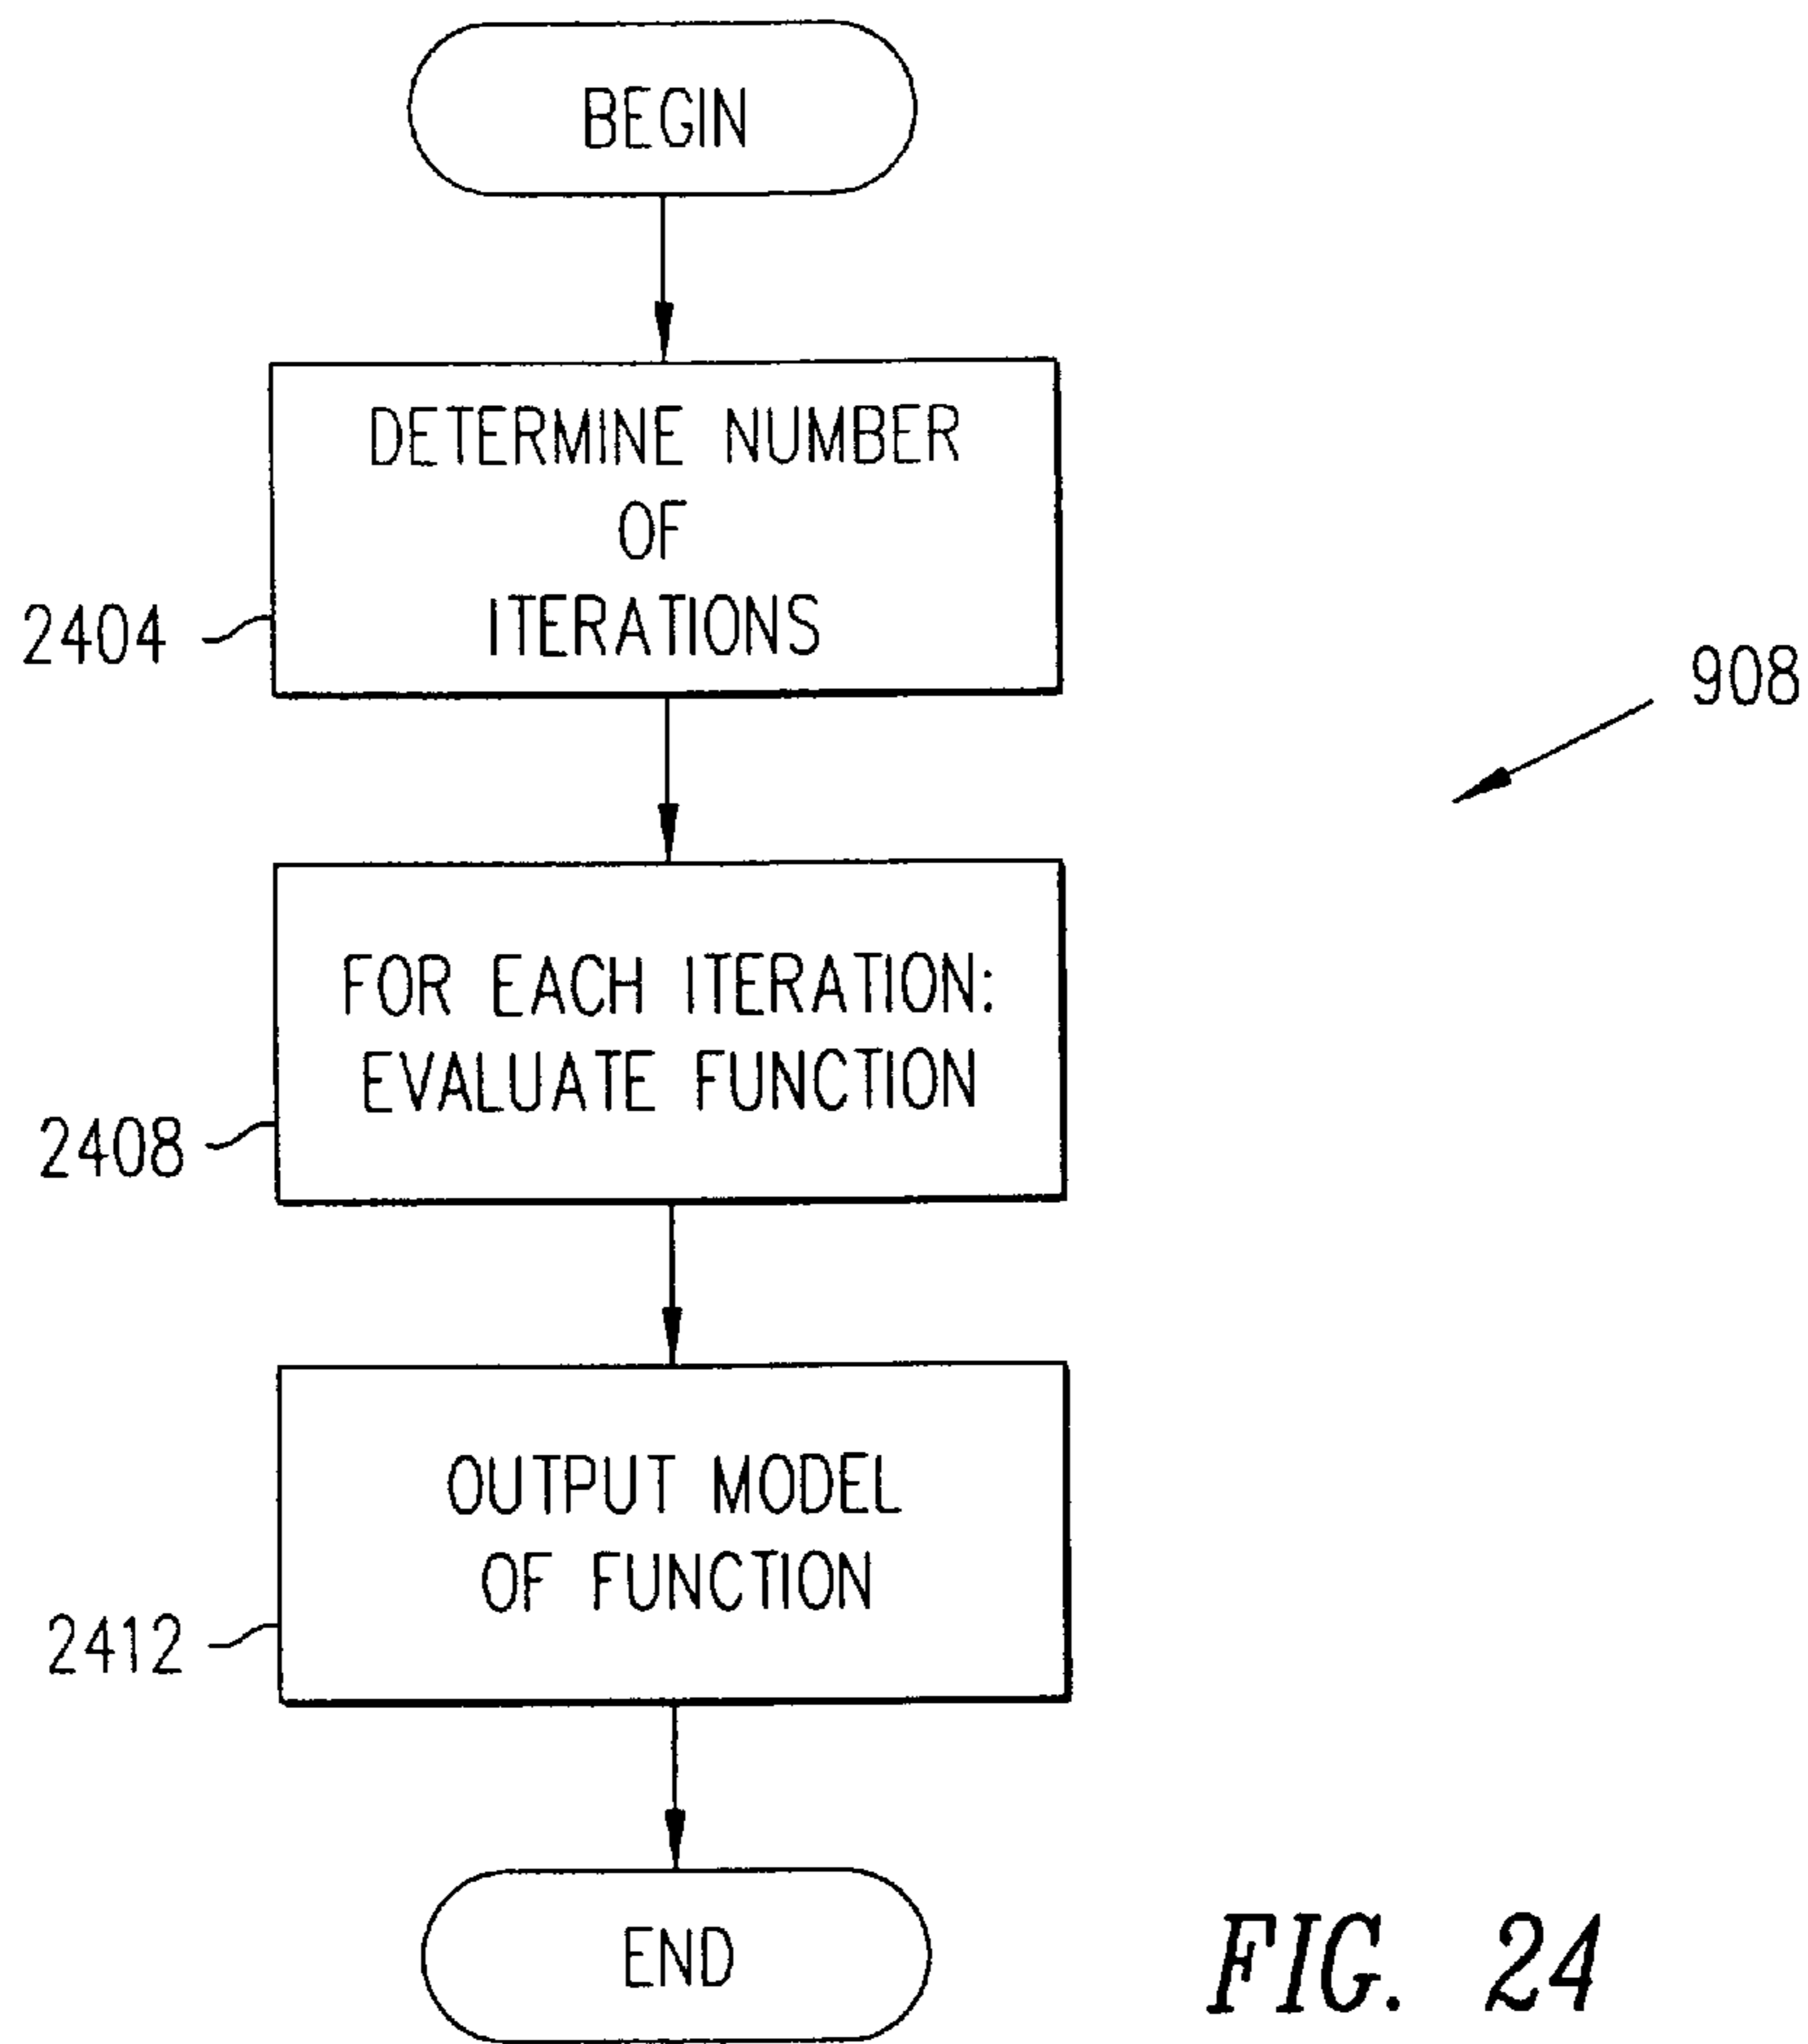 BEGIN
DETERMINE NUMBER
OF
ITERATIONS
2404
908
FOR EACH ITERATION:
EVALUATE FUNCTION
2408
OUTPUT MODEL
OF FUNCTION
2412
END
FIG. 24